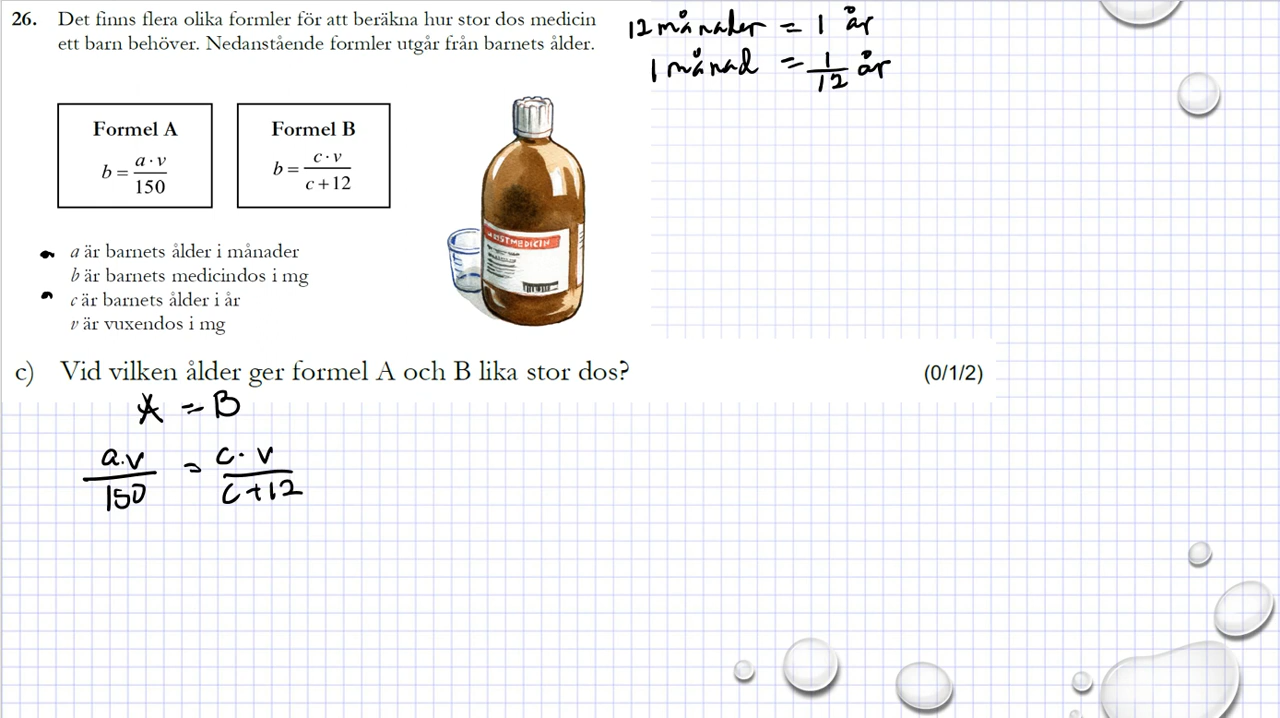 26. Det finns flera olika formler för att beräkna hur stor dos medicin
ett barn behöver. Nedanstående formler utgår från barnets ålder.
12 månader = 1 år
1 månad = 1/12 år
Formel A
b = a · v / 150
Formel B
b = c · v / c + 12
a är barnets ålder i månader
b är barnets medicindos i mg
c är barnets ålder i år
v är vuxendos i mg
c) Vid vilken ålder ger formel A och B lika stor dos? (0/1/2)
A = B
a.v / 150 = c. v / c + 12